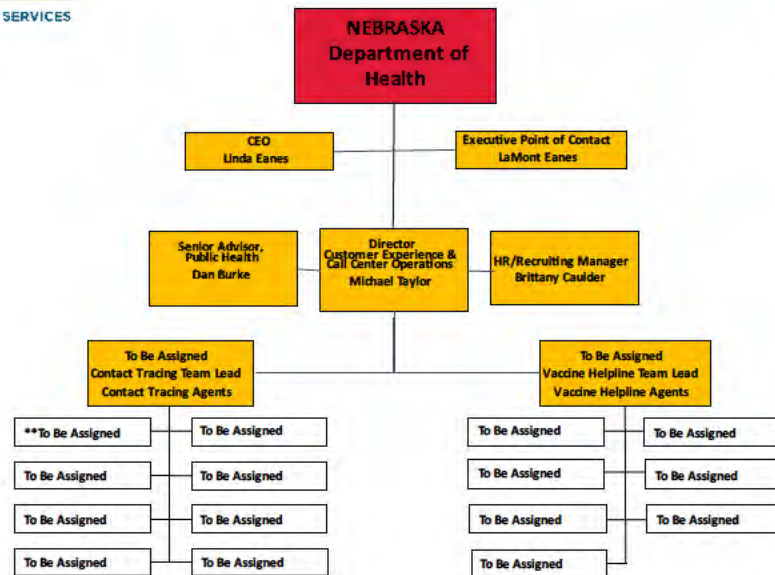 SERVICES
NEBRASKA
Department of
Health
CEO
Linda Eanes
Executive Point of Contact
LaMont Eanes
Senior Advisor,
Public Health
Dan Burke
Director
Customer Experience &
Call Center Operations
Michael Taylor
HR/Recruiting Manager
Brittany Caulder
To Be Assigned
Contact Tracing Team Lead
Contact Tracing Agents
To Be Assigned
Vaccine Helpline Team Lead
Vaccine Helpline Agents
**To Be Assigned
To Be Assigned
To Be Assigned
To Be Assigned
To Be Assigned
To Be Assigned
To Be Assigned
To Be Assigned
To Be Assigned
To Be Assigned
To Be Assigned
To Be Assigned
To Be Assigned
To Be Assigned
To Be Assigned